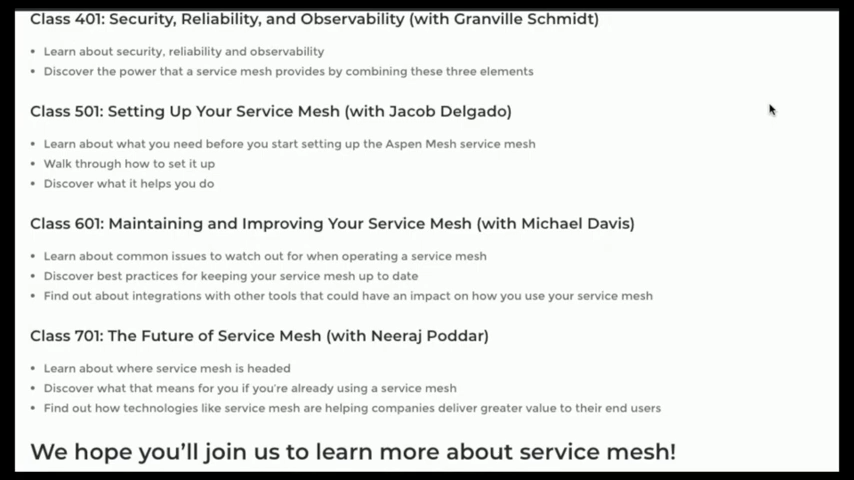 Class 401: Security, Reliability, and Observability (with Granville Schmidt)
• Learn about security, reliability and observability
• Discover the power that a service mesh provides by combining these three elements
Class 501: Setting Up Your Service Mesh (with Jacob Delgado)
• Learn about what you need before you start setting up the Aspen Mesh service mesh
• Walk through how to set it up
• Discover what it helps you do
Class 601: Maintaining and Improving Your Service Mesh (with Michael Davis)
• Learn about common issues to watch out for when operating a service mesh
• Discover best practices for keeping your service mesh up to date
• Find out about integrations with other tools that could have an impact on how you use your service mesh
Class 701: The Future of Service Mesh (with Neeraj Poddar)
• Learn about where service mesh is headed
• Discover what that means for you if you're already using a service mesh
• Find out how technologies like service mesh are helping companies deliver greater value to their end users
We hope you'll join us to learn more about service mesh!